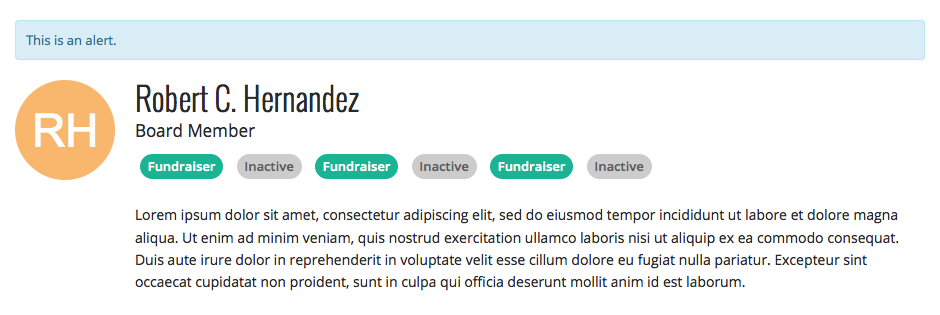 This is an alert.
RH
Robert C. Hernandez
Board Member
Fundraiser Inactive Fundraiser Inactive Fundraiser Inactive
Lorem ipsum dolor sit amet, consectetur adipiscing elit, sed do eiusmod tempor incididunt ut labore et dolore magna
aliqua. Ut enim ad minim veniam, quis nostrud exercitation ullamco laboris nisi ut aliquip ex ea commodo consequat.
Duis aute irure dolor in reprehenderit in voluptate velit esse cillum dolore eu fugiat nulla pariatur. Excepteur sint
occaecat cupidatat non proident, sunt in culpa qui officia deserunt mollit anim id est laborum.